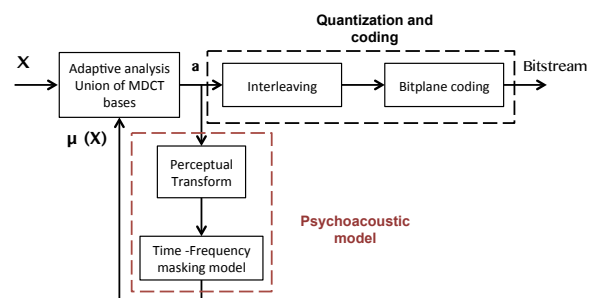 Quantization and
coding
X
Adaptive analysis
Union of MDCT
bases
a
Interleaving
Bitplane coding
Bitstream
μ (X)
Perceptual
Transform
Psychoacoustic
model
Time -Frequency
masking model